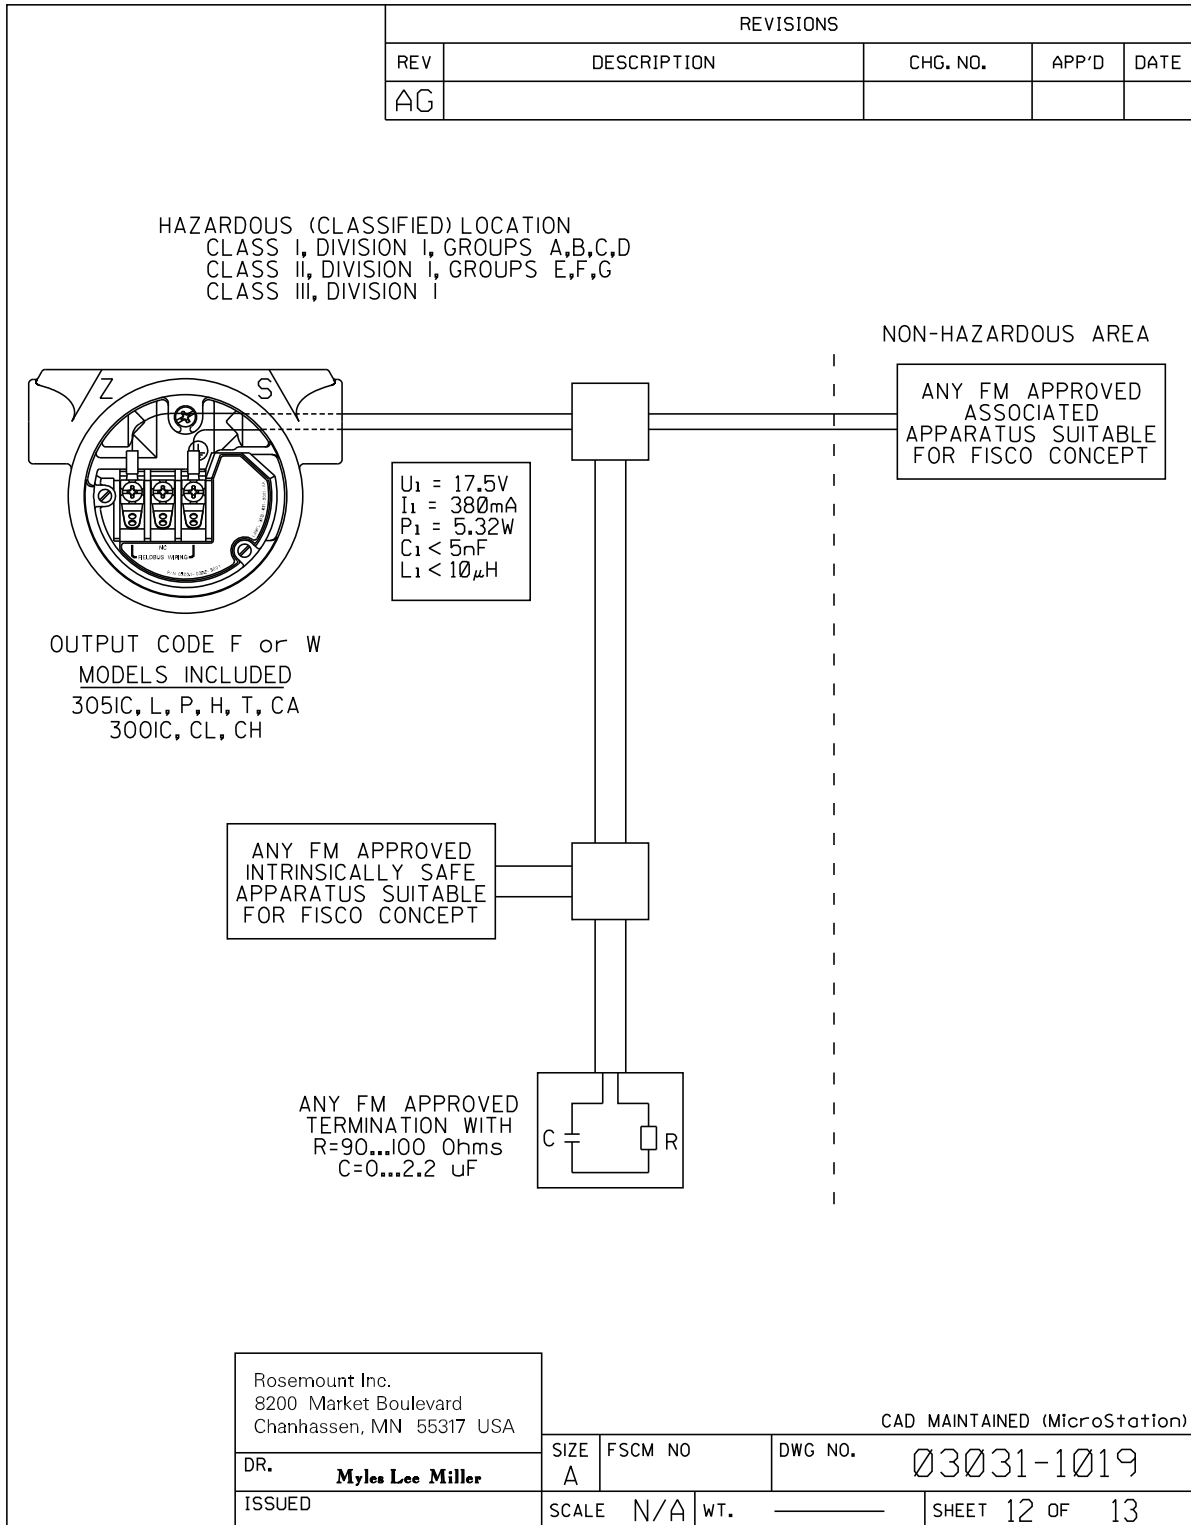 REVISIONS
REV DESCRIPTION CHG. NO. APP'D DATE
AG
HAZARDOUS (CLASSIFIED) LOCATION
CLASS I, DIVISION I, GROUPS A,B,C,D
CLASS II, DIVISION I, GROUPS E,F,G
CLASS III, DIVISION I
NON-HAZARDOUS AREA
ANY FM APPROVED
ASSOCIATED
APPARATUS SUITABLE
FOR FISCO CONCEPT
Z S
U1 = 17.5V
I1 = 380mA
P1 = 5.32W
C1 < 5nF
L1 < 10µH
NC
FIELDBUS WIRING
OUTPUT CODE F or W
MODELS INCLUDED
3051C, L, P, H, T, CA
3001C, CL, CH
ANY FM APPROVED
INTRINSICALLY SAFE
APPARATUS SUITABLE
FOR FISCO CONCEPT
ANY FM APPROVED
TERMINATION WITH
R=90...100 Ohms
C=0...2.2 uF
C R
Rosemount Inc.
8200 Market Boulevard
Chanhassen, MN 55317 USA
CAD MAINTAINED (MicroStation)
DR. Myles Lee Miller
SIZE A FSCM NO DWG NO. 03031-1019
ISSUED
SCALE N/A WT. SHEET 12 OF 13